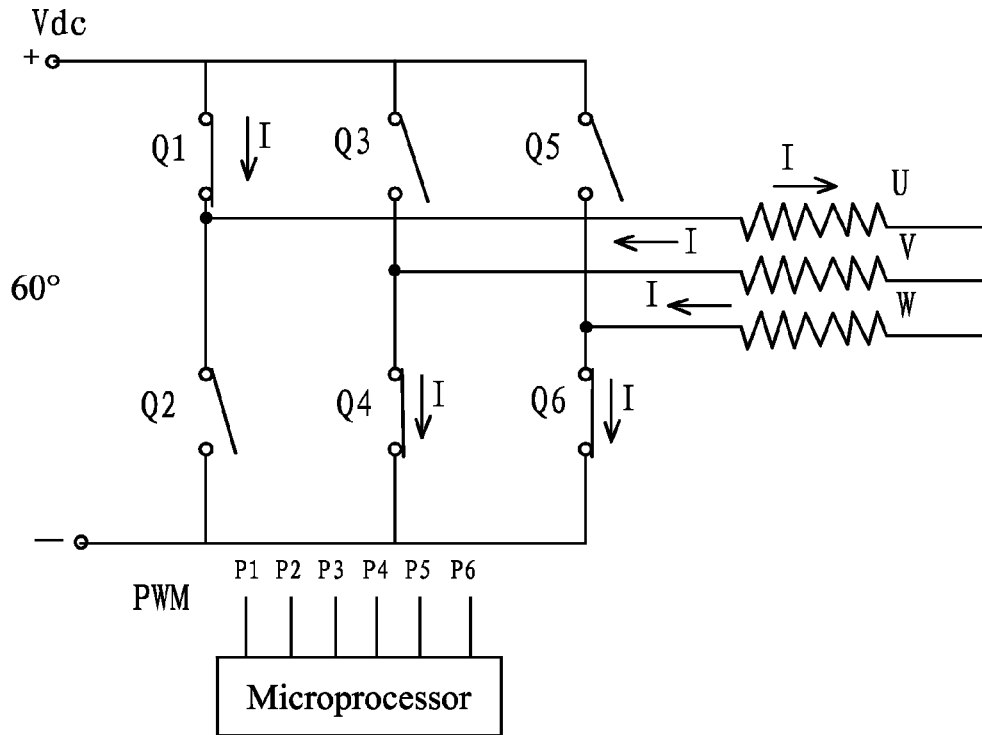 Vdc
+
Q1
I
Q3
Q5
I
U
I
V
60°
I
W
Q2
Q4
I
Q6
I
—
PWM
P1 P2 P3 P4 P5 P6
Microprocessor